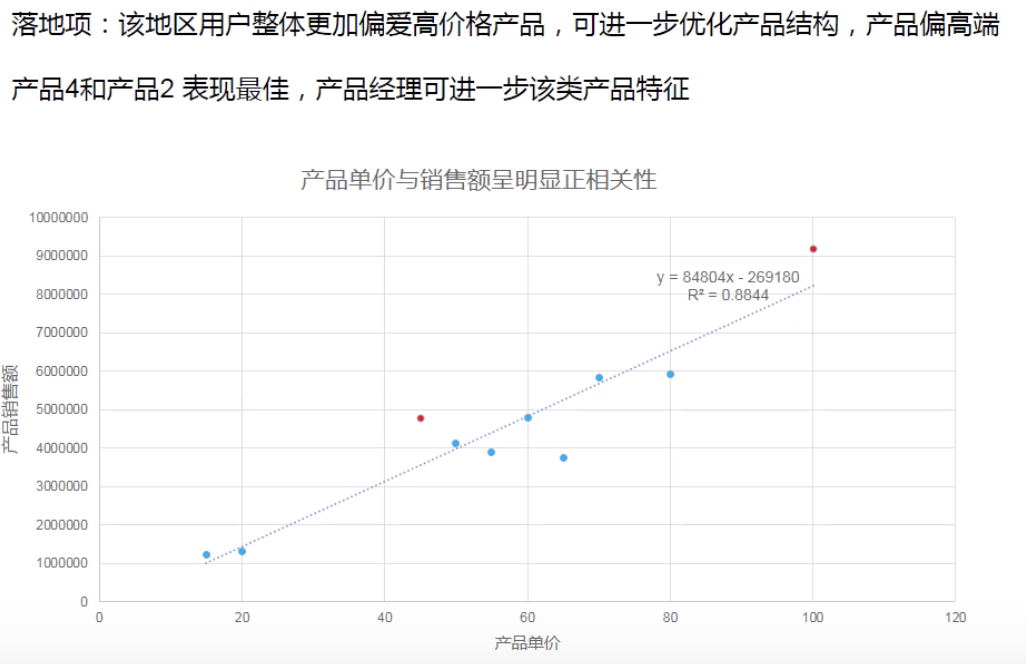 落地项：该地区用户整体更加偏爱高价格产品，可进一步优化产品结构，产品偏高端
产品4和产品2 表现最佳，产品经理可进一步该类产品特征
产品单价与销售额呈明显正相关性
10000000
9000000
8000000
7000000
6000000
5000000
4000000
3000000
2000000
1000000
0
产品销售额
y = 84804x - 269180
R² = 0.8844
0 20 40 60 80 100 120
产品单价